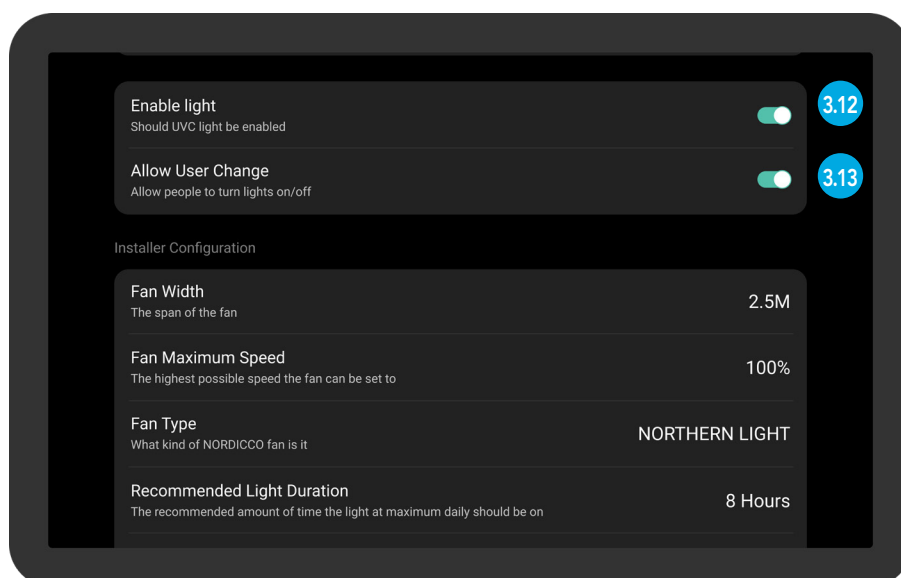 Enable light
Should UVC light be enabled
3.12
Allow User Change
Allow people to turn lights on/off
3.13
Installer Configuration
Fan Width
The span of the fan
2.5M
Fan Maximum Speed
The highest possible speed the fan can be set to
100%
Fan Type
What kind of NORDICCO fan is it
NORTHERN LIGHT
Recommended Light Duration
The recommended amount of time the light at maximum daily should be on
8 Hours